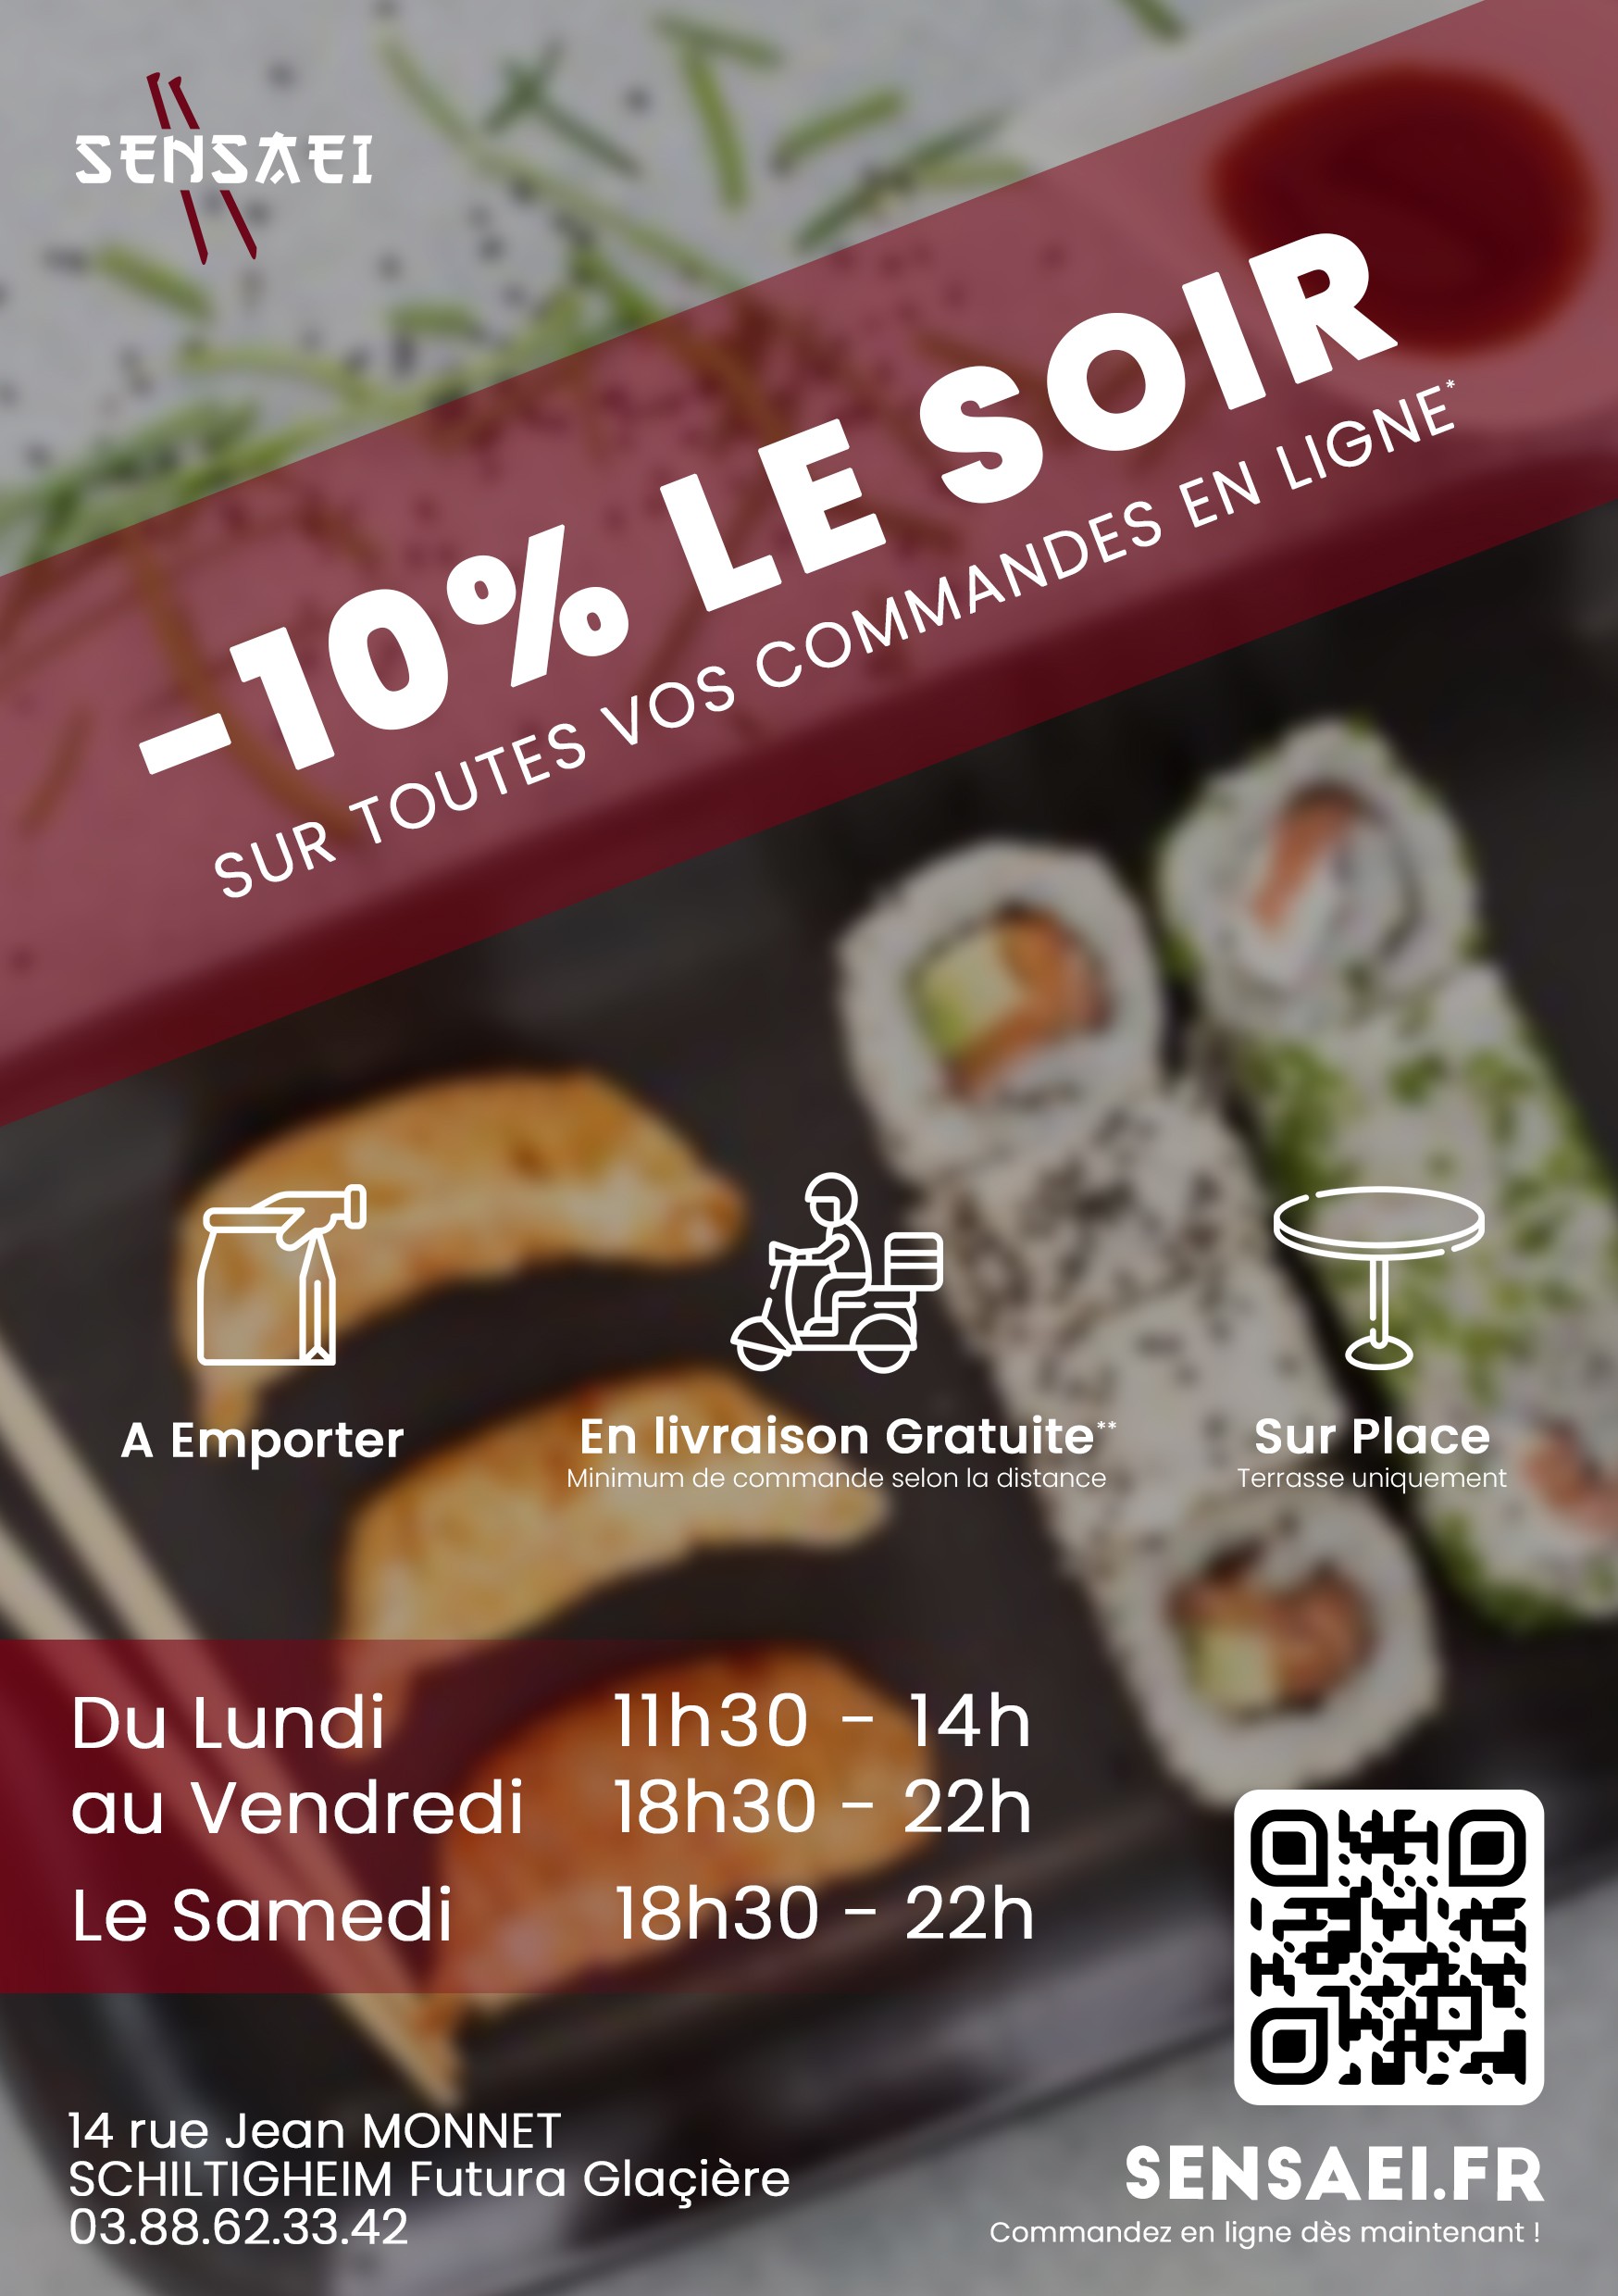 SENSAEI
-10% LE SOIR
SUR TOUTES VOS COMMANDES EN LIGNE*
A Emporter
En livraison Gratuite**
Minimum de commande selon la distance
Sur Place
Terrasse uniquement
Du Lundi 11h30 - 14h
au Vendredi 18h30 - 22h
Le Samedi 18h30 - 22h
14 rue Jean MONNET
SCHILTIGHEIM Futura Glaçière
03.88.62.33.42
SENSAEI.FR
Commandez en ligne dès maintenant !